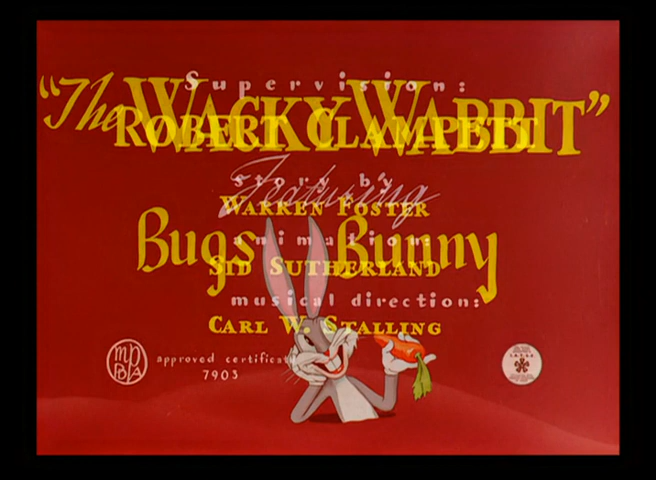 Supervision:
"The WACKY WABBIT"
ROBERT CLAMPETT
story by
Featuring
WARREN FOSTER
Bugs Bunny
animation:
SID SUTHERLAND
musical direction:
CARL W. STALLING
approved certificat
7903